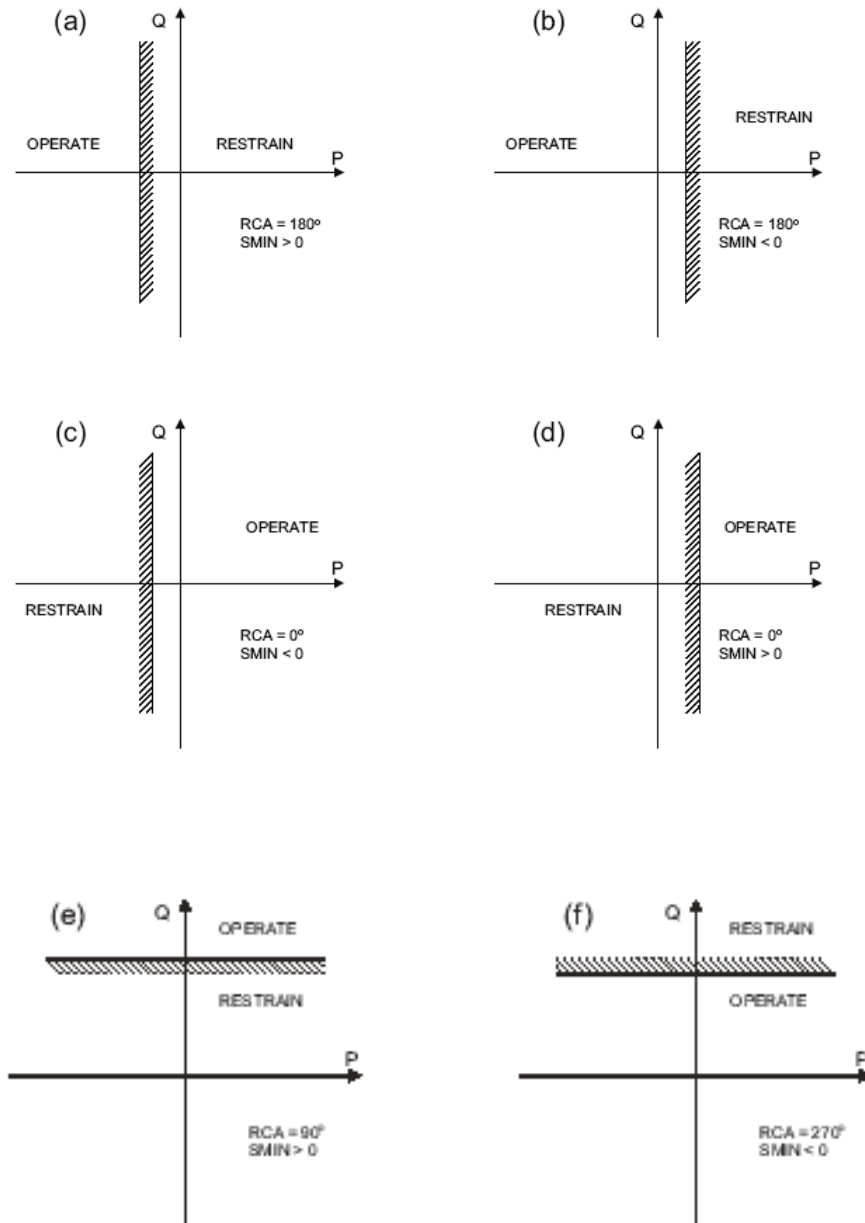 (a)
Q
OPERATE
RESTRAIN
P
RCA = 180º
SMIN > 0
(b)
Q
OPERATE
RESTRAIN
P
RCA = 180º
SMIN < 0
(c)
Q
OPERATE
P
RESTRAIN
RCA = 0º
SMIN < 0
(d)
Q
OPERATE
P
RESTRAIN
RCA = 0º
SMIN > 0
(e)
Q
OPERATE
RESTRAIN
P
RCA = 90º
SMIN > 0
(f)
Q
RESTRAIN
OPERATE
P
RCA = 270º
SMIN < 0